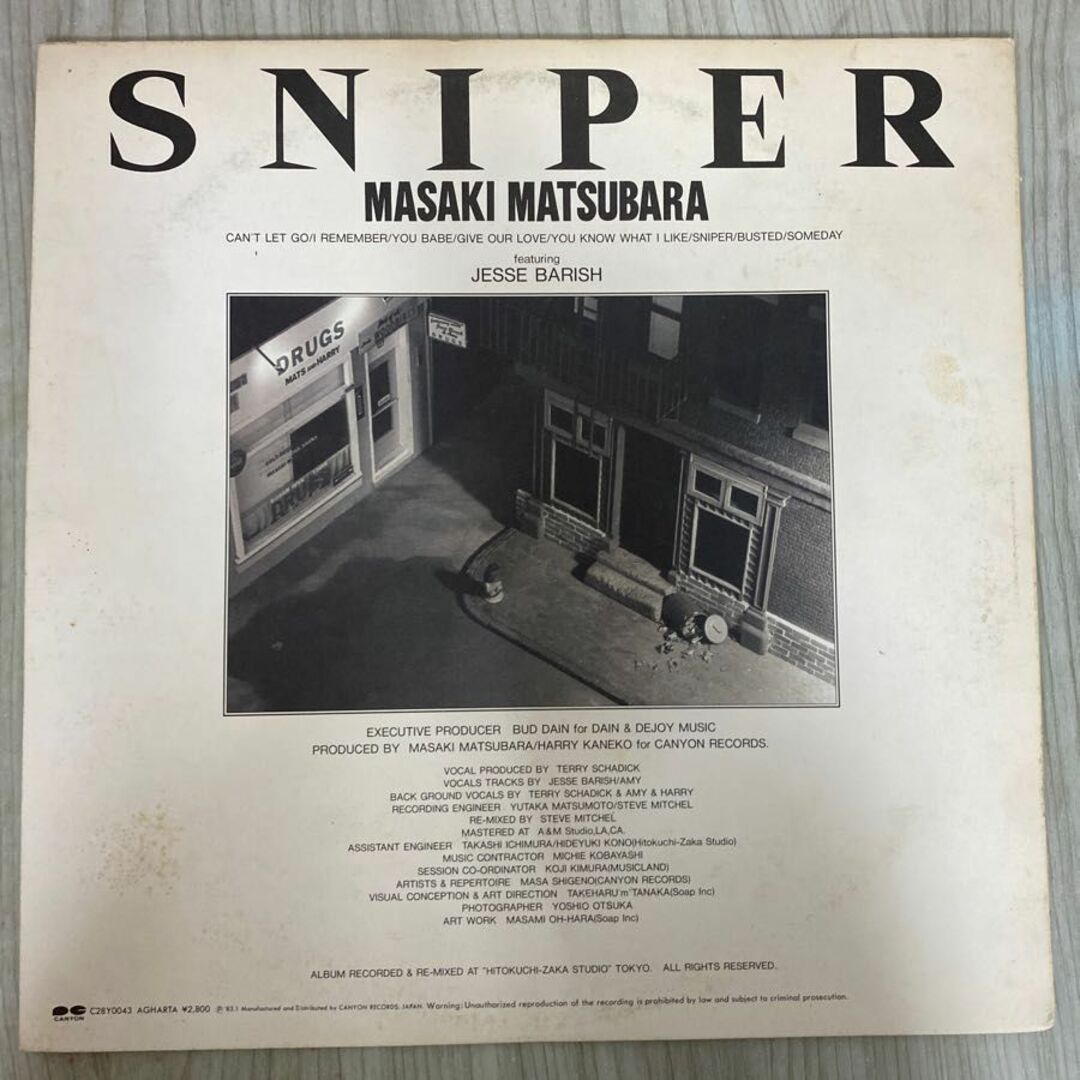 SNIPER
MASAKI MATSUBARA
CAN'T LET GO/I REMEMBER/YOU BABE/GIVE OUR LOVE/YOU KNOW WHAT I LIKE/SNIPER/BUSTED/SOMEDAY
featuring
JESSE BARISH
DRUGS
MATS AND HARRY
DRUGS
EXECUTIVE PRODUCER BUD DAIN for DAIN & DEJOY MUSIC
PRODUCED BY MASAKI MATSUBARA/HARRY KANEKO for CANYON RECORDS.
VOCAL PRODUCED BY TERRY SCHADICK
VOCALS TRACKS BY JESSE BARISH/AMY
BACK GROUND VOCALS BY TERRY SCHADICK & AMY & HARRY
RECORDING ENGINEER YUTAKA MATSUMOTO/STEVE MITCHEL
RE-MIXED BY STEVE MITCHEL
MASTERED AT A&M Studio,LA,CA.
ASSISTANT ENGINEER TAKASHI ICHIMURA/HIDEYUKI KONO(Hitokuchi-Zaka Studio)
MUSIC CONTRACTOR MICHIE KOBAYASHI
SESSION CO-ORDINATOR KOJI KIMURA(MUSICLAND)
ARTISTS & REPERTOIRE MASA SHIGENO(CANYON RECORDS)
VISUAL CONCEPTION & ART DIRECTION TAKEHARU"m"TANAKA(Soap Inc)
PHOTOGRAPHER YOSHIO OTSUKA
ART WORK MASAMI OH-HARA(Soap Inc)
ALBUM RECORDED & RE-MIXED AT "HITOKUCHI-ZAKA STUDIO" TOKYO. ALL RIGHTS RESERVED.
CANYON C28Y0043 AGHARTA ¥2,800 ℗ '83.1 Manufactured and Distributed by CANYON RECORDS, JAPAN. Warning: Unauthorized reproduction of the recording is prohibited by law and subject to criminal prosecution.